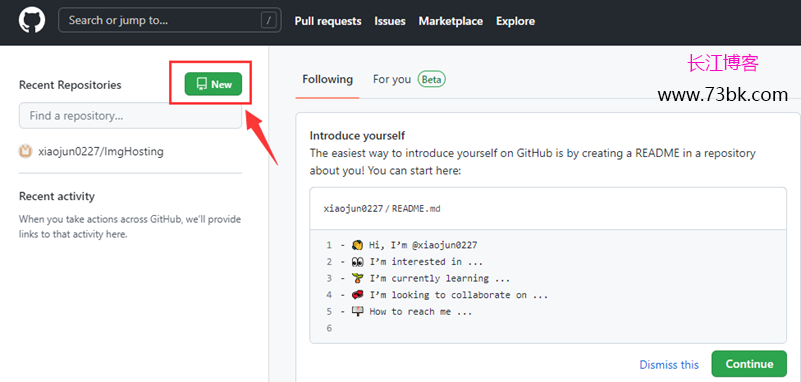 Search or jump to...
/
Pull requests
Issues
Marketplace
Explore
Recent Repositories
New
Find a repository...
xiaojun0227/ImgHosting
Recent activity
When you take actions across GitHub, we'll provide
links to that activity here.
Following
For you
Beta
长江博客
www.73bk.com
Introduce yourself
The easiest way to introduce yourself on GitHub is by creating a README in a repository
about you! You can start here:
xiaojun0227/README.md
1 - 👋 Hi, I'm @xiaojun0227
2 - 👀 I'm interested in ...
3 - 🌱 I'm currently learning ...
4 - 💞️ I'm looking to collaborate on ...
5 - 📫 How to reach me ...
6
Dismiss this
Continue